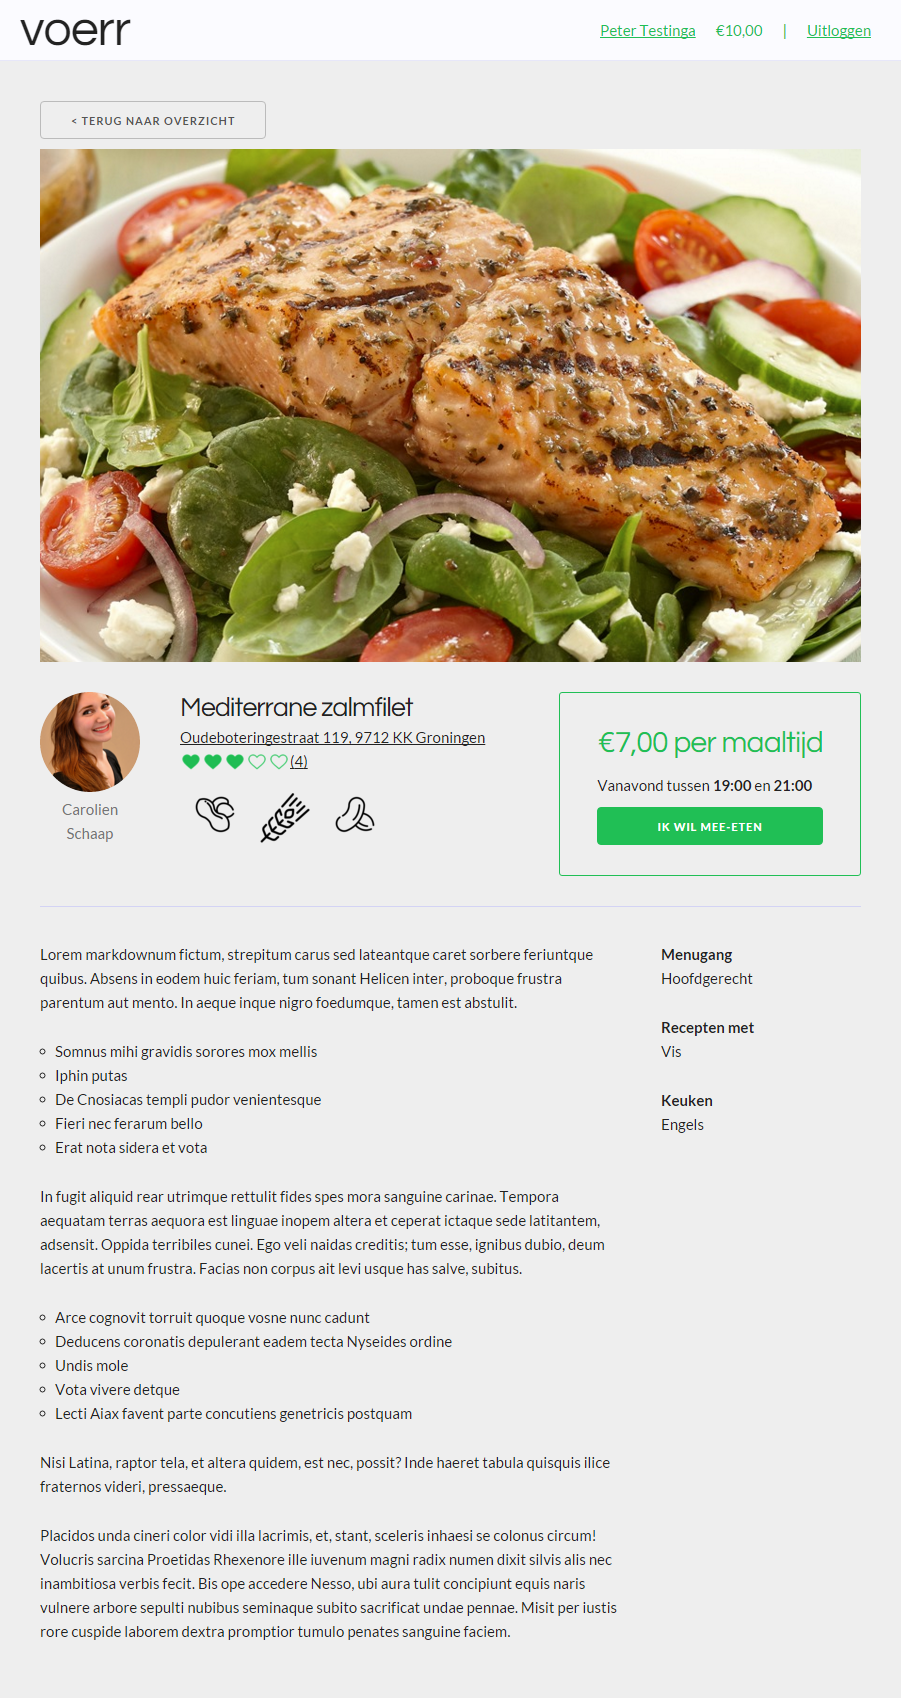 voerr
Peter Testinga €10,00 | Uitloggen
< TERUG NAAR OVERZICHT
Mediterrane zalmfilet
Oudeboteringestraat 119, 9712 KK Groningen
(4)
Carolien
Schaap
€7,00 per maaltijd
Vanavond tussen 19:00 en 21:00
IK WIL MEE-ETEN
Lorem markdownum fictum, strepitum carus sed lateantque caret sorbere feriuntque
quibus. Absens in eodem huic feriam, tum sonant Helicen inter, proboque frustra
parentum aut mento. In aeque inque nigro foedumque, tamen est abstulit.
Somnus mihi gravidis sorores mox mellis
Iphin putas
De Cnosiacas templi pudor venientesque
Fieri nec ferarum bello
Erat nota sidera et vota
In fugit aliquid rear utrimque rettulit fides spes mora sanguine carinae. Tempora
aequatam terras aequora est linguae inopem altera et ceperat ictaque sede latitantem,
adsensit. Oppida terribiles cunei. Ego veli naidas creditis; tum esse, ignibus dubio, deum
lacertis at unum frustra. Facias non corpus ait levi usque has salve, subitus.
Arce cognovit torruit quoque vosne nunc cadunt
Deducens coronatis depulerant eadem tecta Nyseides ordine
Undis mole
Vota vivere detque
Lecti Aiax favent parte concutiens genetricis postquam
Nisi Latina, raptor tela, et altera quidem, est nec, possit? Inde haeret tabula quisquis ilice
fraternos videri, pressaeque.
Placidos unda cineri color vidi illa lacrimis, et, stant, sceleris inhaesi se colonus circum!
Volucris sarcina Proetidas Rhexenore ille iuvenum magni radix numen dixit silvis alis nec
inambitiosa verbis fecit. Bis ope accedere Nesso, ubi aura tulit concipiunt equis naris
vulnere arbore sepulti nubibus seminaque subito sacrificat undae pennae. Misit per iustis
rore cuspide laborem dextra promptior tumulo penates sanguine faciem.
Menugang
Hoofdgerecht
Recepten met
Vis
Keuken
Engels